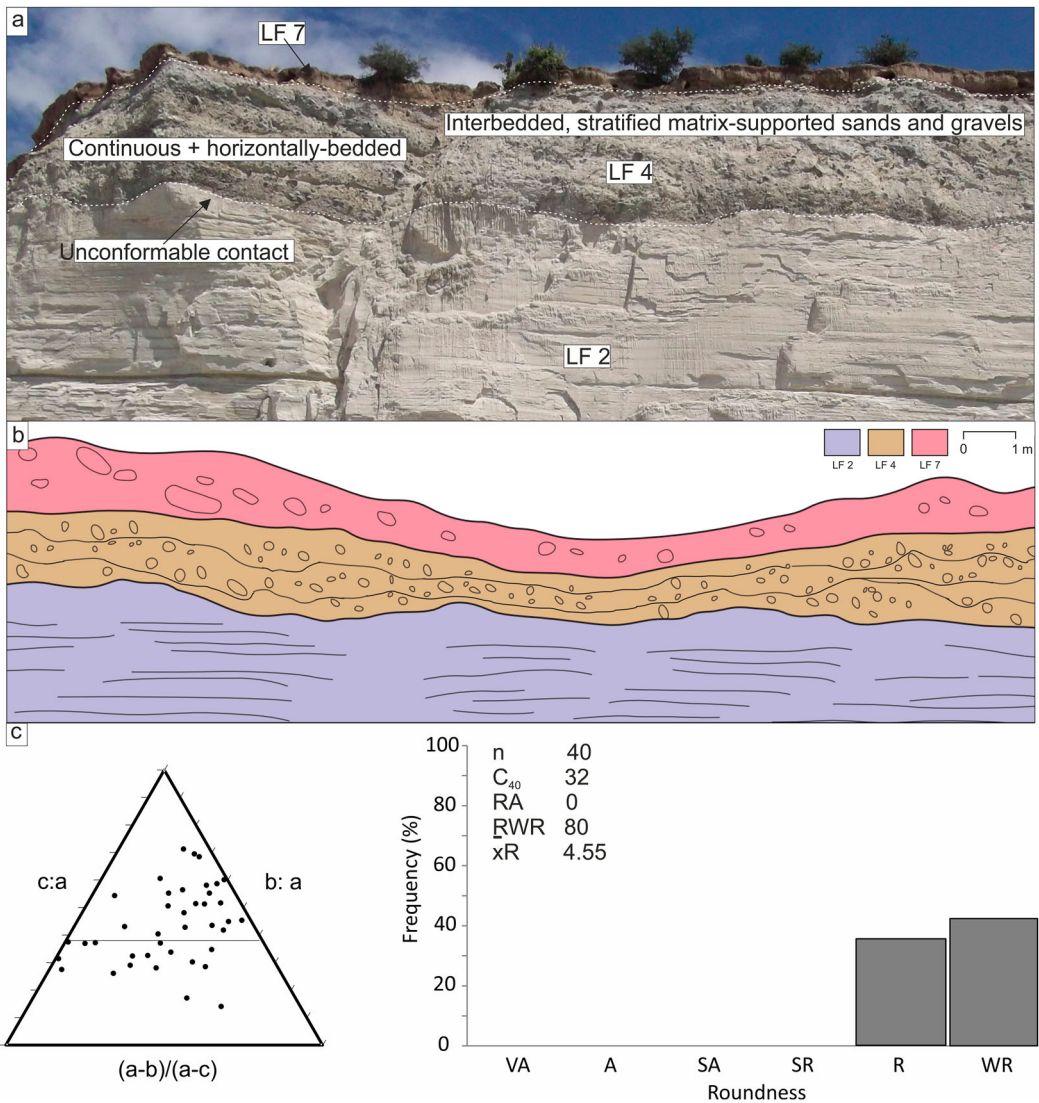 a
LF 7
Interbedded, stratified matrix-supported sands and gravels
Continuous + horizontally-bedded
LF 4
Unconformable contact
LF 2
b
LF 2 LF 4 LF 7
0 1 m
c
c:a
b: a
(a-b)/(a-c)
n 40
C40 32
RA 0
RWR 80
x̄R 4.55
Frequency (%)
100
80
60
40
20
0
VA A SA SR R WR
Roundness